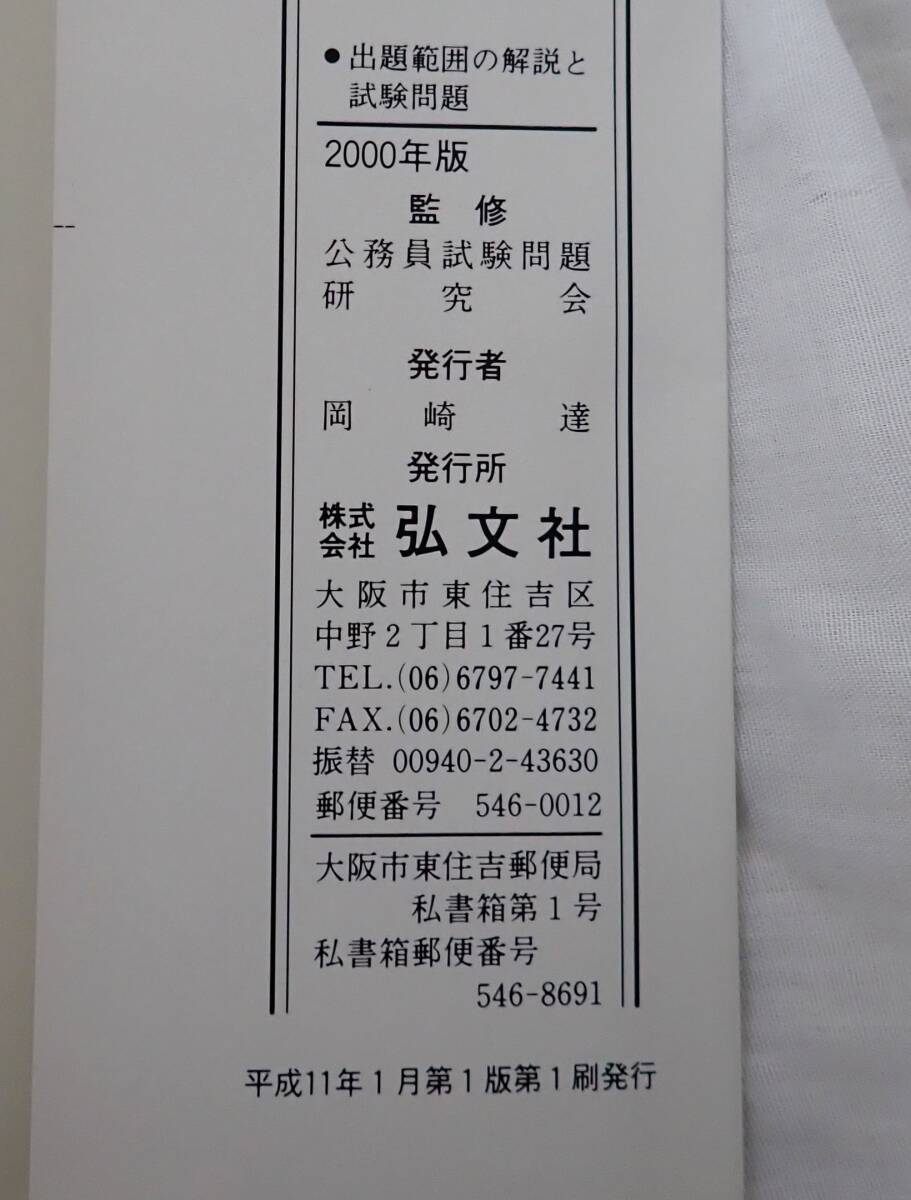 ● 出題範囲の解説と
試験問題
2000年版
監修
公務員試験問題
研究会
発行者
岡崎達
発行所
株式会社 弘文社
大阪市東住吉区
中野2丁目1番27号
TEL.(06)6797-7441
FAX.(06)6702-4732
振替 00940-2-43630
郵便番号 546-0012
大阪市東住吉郵便局
私書箱第1号
私書箱郵便番号
546-8691
平成11年1月第1版第1刷発行